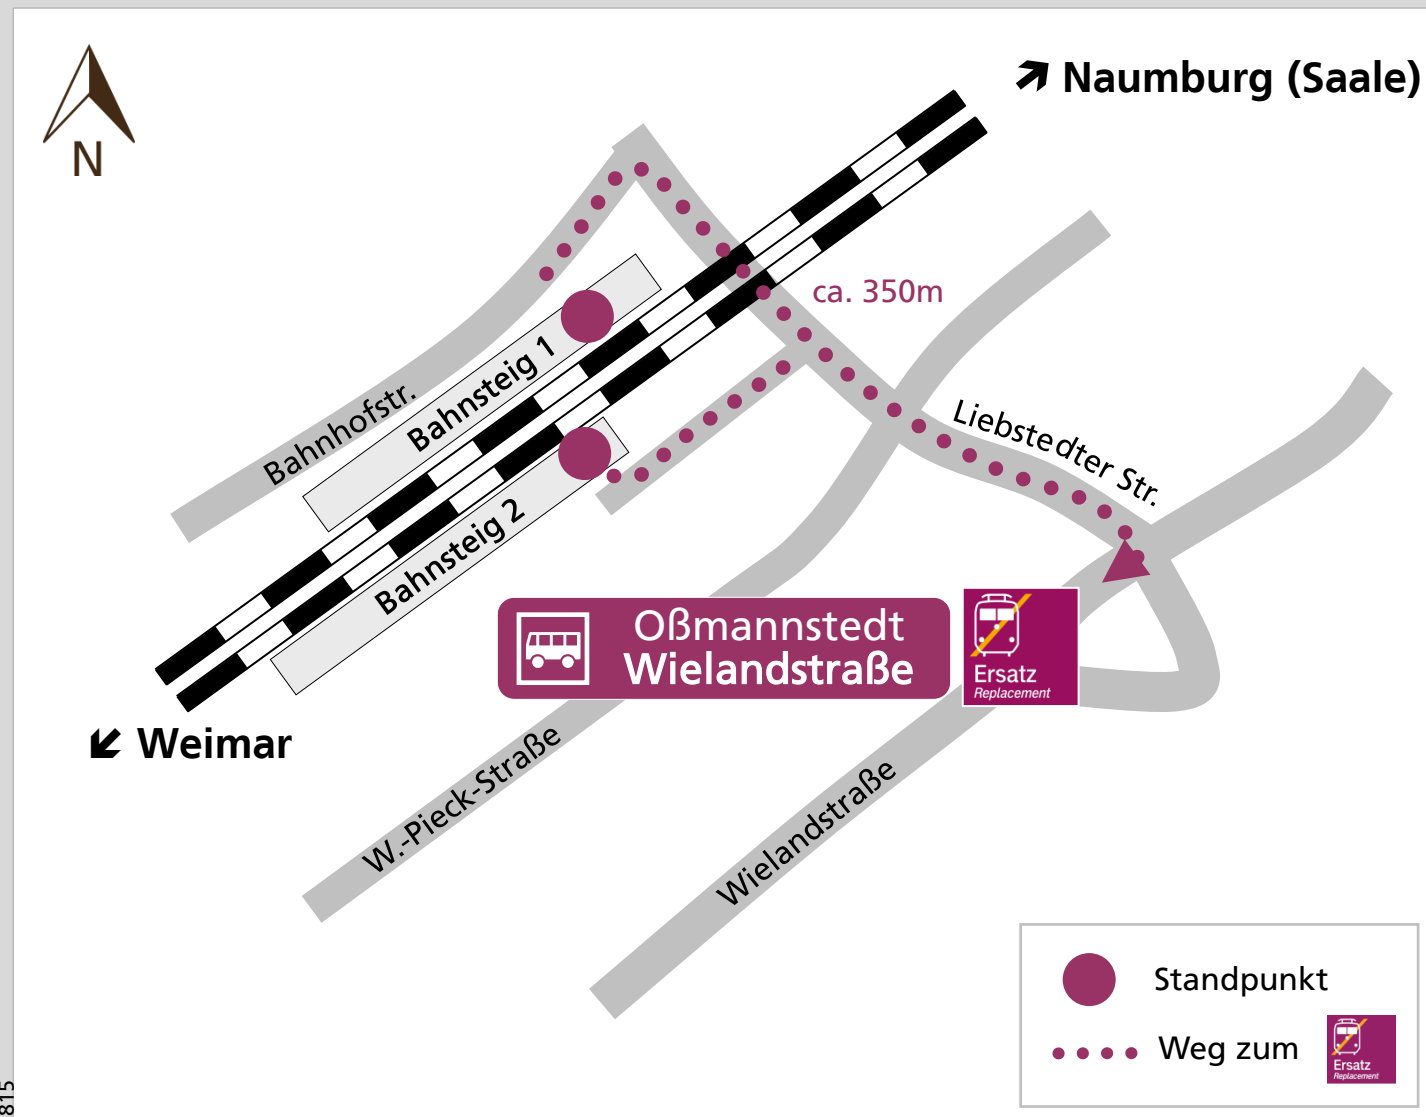 N
Naumburg (Saale)
ca. 350m
Bahnhofstr.
Bahnsteig 1
Bahnsteig 2
Liebstedter Str.
Oßmannstedt
Wielandstraße
Ersatz
Replacement
Weimar
W.-Pieck-Straße
Wielandstraße
Standpunkt
Weg zum
Ersatz
Replacement
815